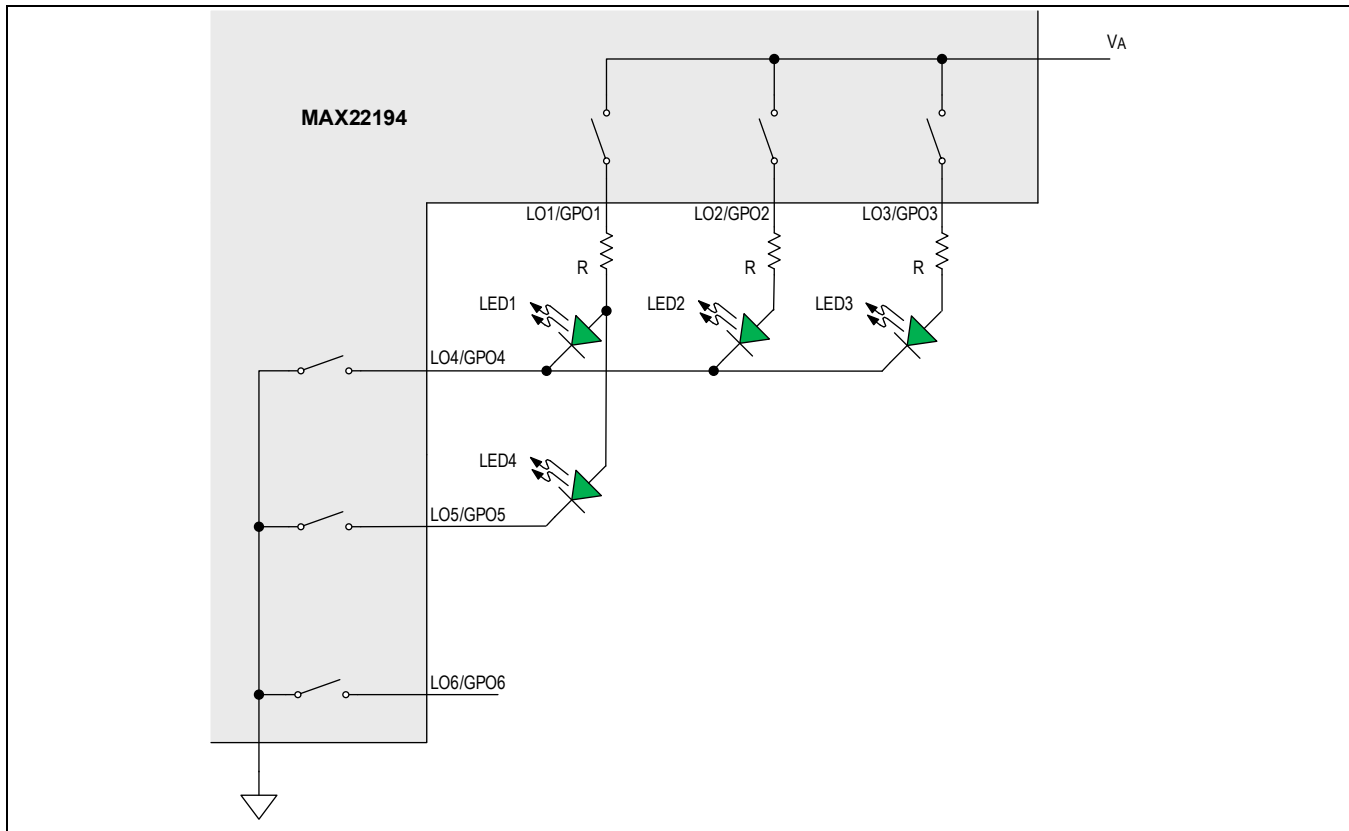 VA
MAX22194
LO1/GPO1
LO2/GPO2
LO3/GPO3
R
R
R
LED1
LED2
LED3
LO4/GPO4
LED4
LO5/GPO5
LO6/GPO6